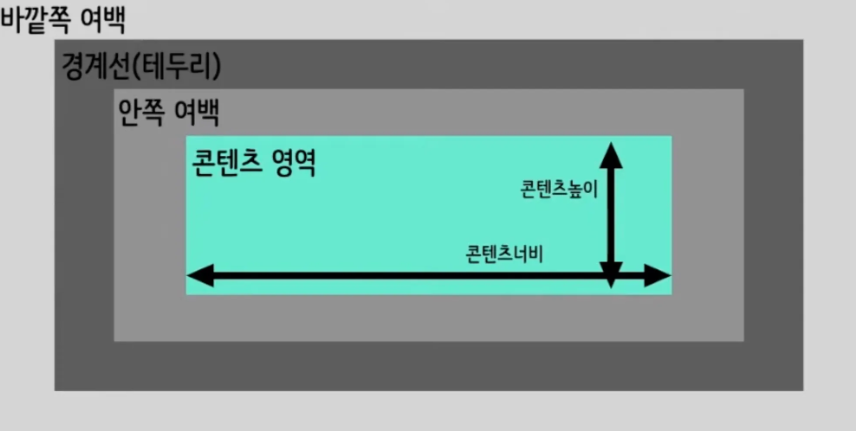 바깥쪽 여백
경계선(테두리)
안쪽 여백
콘텐츠 영역
콘텐츠높이
콘텐츠너비